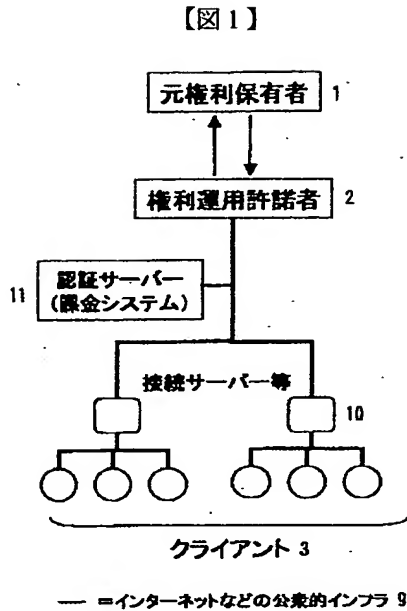 【図1】
元権利保有者 1
権利運用許諾者 2
11 認証サーバー
(課金システム)
接続サーバー等
10
クライアント 3
— =インターネットなどの公衆的インフラ 9